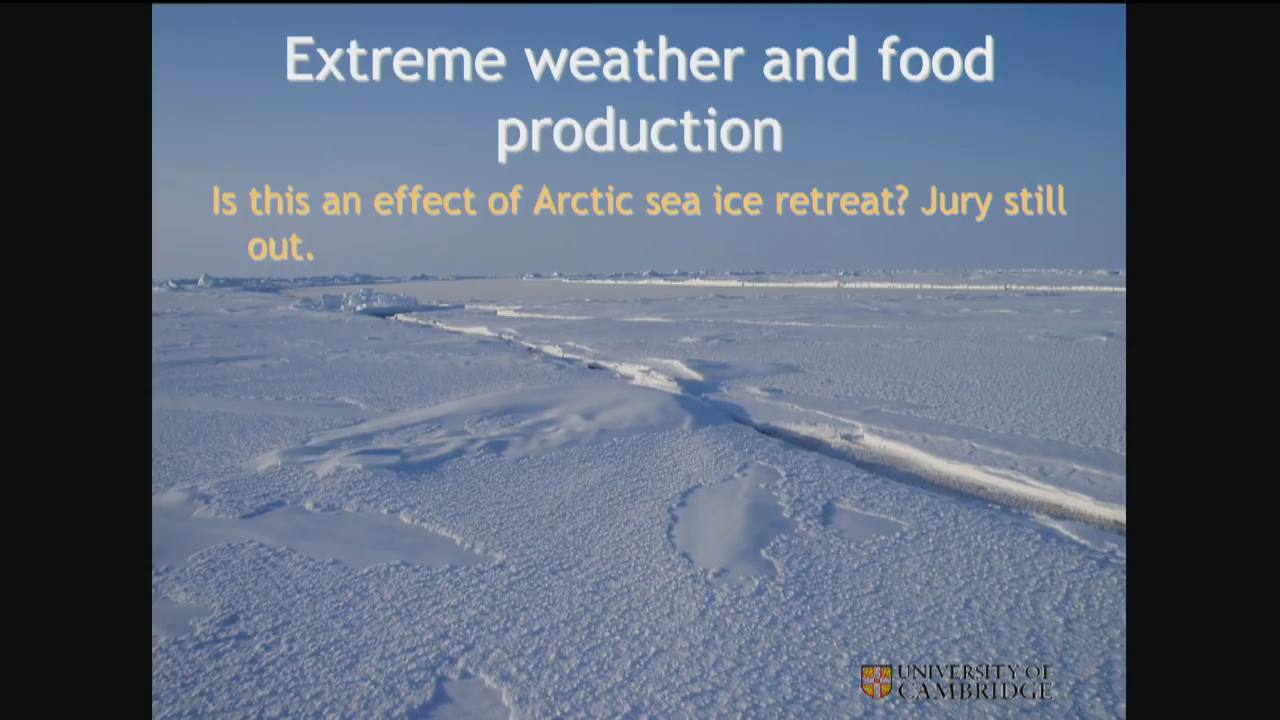 Extreme weather and food
production
Is this an effect of Arctic sea ice retreat? Jury still
out.
UNIVERSITY OF
CAMBRIDGE